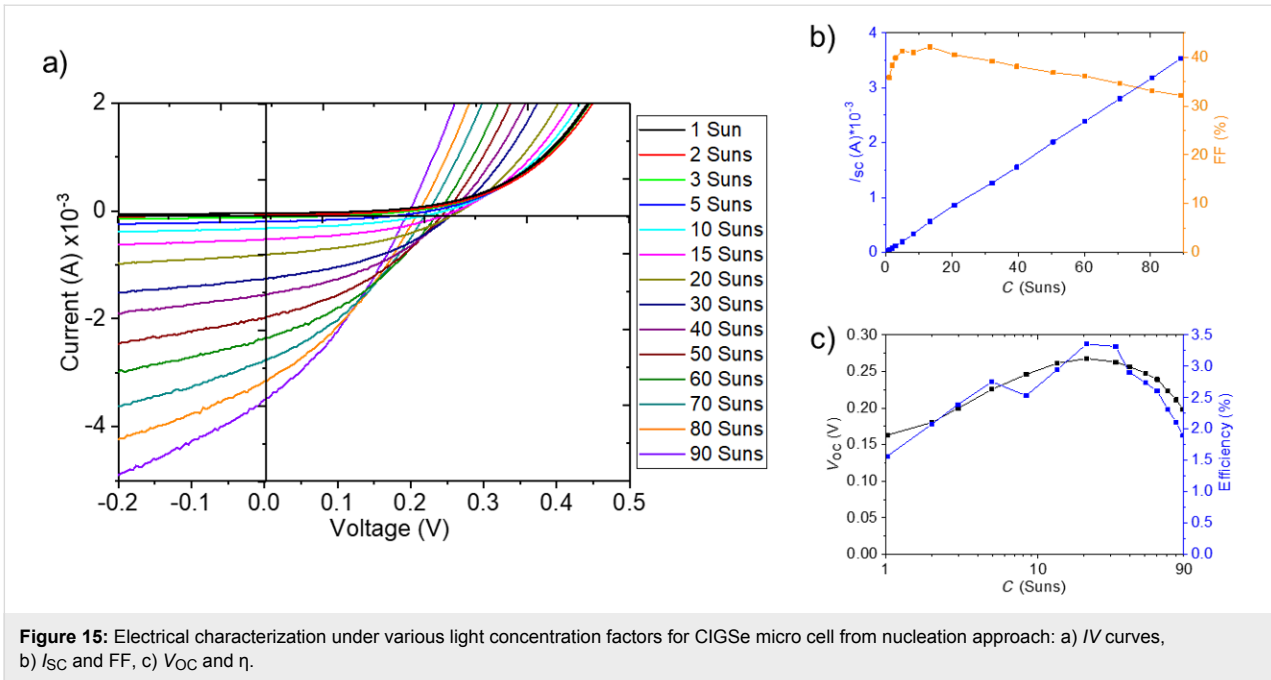 a)
Current (A) x10⁻³
2
0
-2
-4
-0.2 -0.1 0.0 0.1 0.2 0.3 0.4 0.5
Voltage (V)
1 Sun
2 Suns
3 Suns
5 Suns
10 Suns
15 Suns
20 Suns
30 Suns
40 Suns
50 Suns
60 Suns
70 Suns
80 Suns
90 Suns
b)
I_SC (A)*10⁻³
4
3
2
1
0
0 20 40 60 80
C (Suns)
40
30
20
10
0
FF (%)
c)
V_OC (V)
0.30
0.25
0.20
0.15
0.10
0.05
0.00
1 10 90
C (Suns)
3.5
3.0
2.5
2.0
1.5
1.0
0.5
0.0
Efficiency (%)
Figure 15: Electrical characterization under various light concentration factors for CIGSe micro cell from nucleation approach: a) IV curves,
b) I_SC and FF, c) V_OC and η.